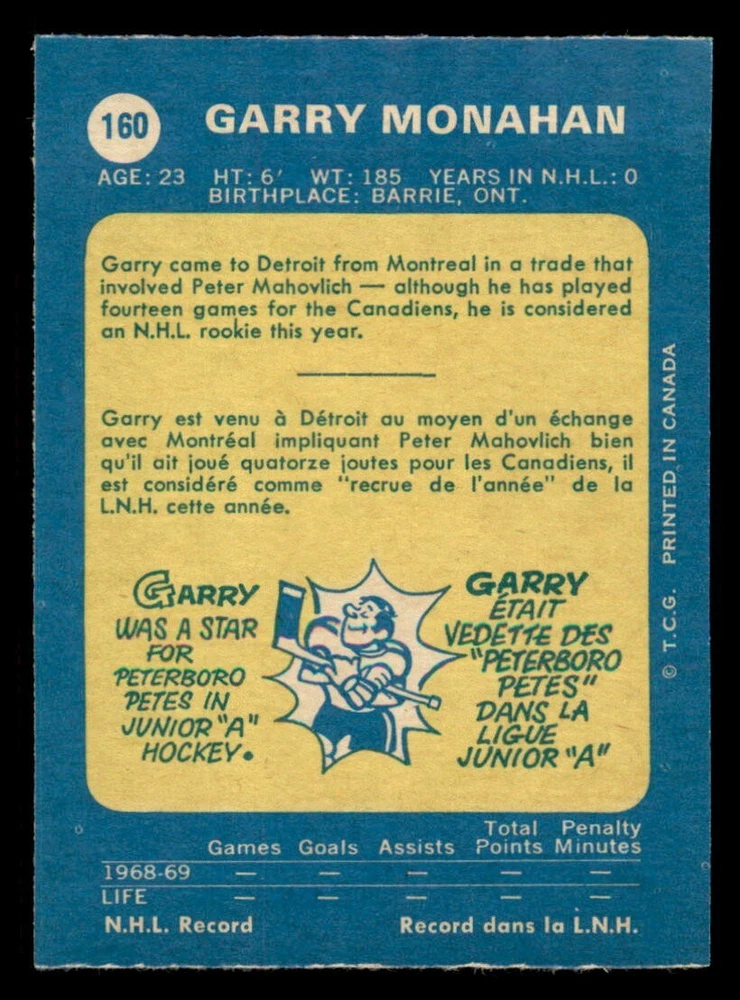 160
GARRY MONAHAN
AGE: 23 HT: 6' WT: 185 YEARS IN N.H.L.: 0
BIRTHPLACE: BARRIE, ONT.
Garry came to Detroit from Montreal in a trade that
involved Peter Mahovlich — although he has played
fourteen games for the Canadiens, he is considered
an N.H.L. rookie this year.
Garry est venu à Détroit au moyen d'un échange
avec Montréal impliquant Peter Mahovlich bien
qu'il ait joué quatorze joutes pour les Canadiens, il
est considéré comme "recrue de l'année" de la
L.N.H. cette année.
GARRY
WAS A STAR
FOR
PETERBORO
PETES IN
JUNIOR "A"
HOCKEY.
GARRY
ÉTAIT
VEDETTE DES
"PETERBORO
PETES"
DANS LA
LIGUE
JUNIOR "A"
© T.C.G. PRINTED IN CANADA
Total Penalty
Games Goals Assists Points Minutes
1968-69 — — — — —
LIFE — — — — —
N.H.L. Record Record dans la L.N.H.